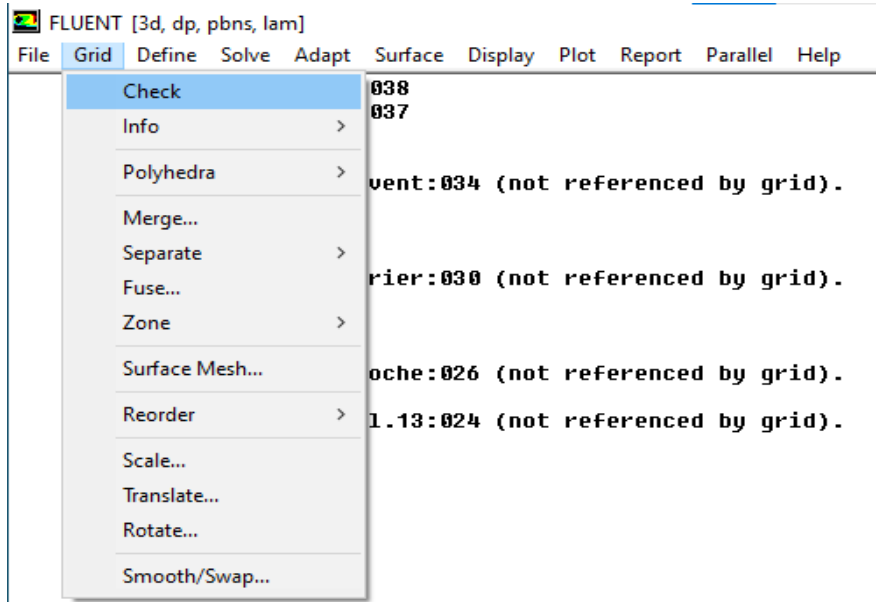 FLUENT [3d, dp, pbns, lam]
File Grid Define Solve Adapt Surface Display Plot Report Parallel Help
Check
038
Info >
037
Polyhedra >
vent:034 (not referenced by grid).
Merge...
Separate >
rier:030 (not referenced by grid).
Fuse...
Zone >
Surface Mesh...
oche:026 (not referenced by grid).
Reorder >
l.13:024 (not referenced by grid).
Scale...
Translate...
Rotate...
Smooth/Swap...